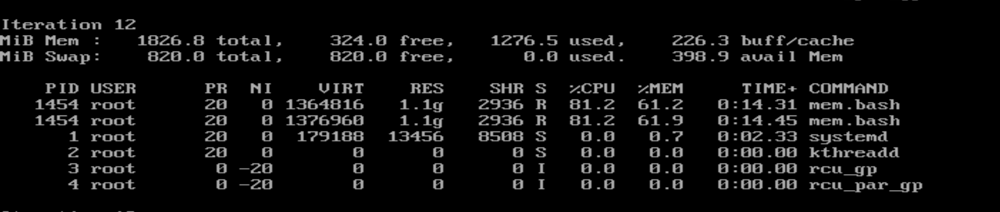 Iteration 12
MiB Mem : 1826.8 total, 324.0 free, 1276.5 used, 226.3 buff/cache
MiB Swap: 820.0 total, 820.0 free, 0.0 used. 398.9 avail Mem
PID USER PR NI VIRT RES SHR S %CPU %MEM TIME+ COMMAND
1454 root 20 0 1364816 1.1g 2936 R 81.2 61.2 0:14.31 mem.bash
1454 root 20 0 1376960 1.1g 2936 R 81.2 61.9 0:14.45 mem.bash
1 root 20 0 179188 13456 8508 S 0.0 0.7 0:02.33 systemd
2 root 20 0 0 0 0 S 0.0 0.0 0:00.00 kthreadd
3 root 0 -20 0 0 0 I 0.0 0.0 0:00.00 rcu_gp
4 root 0 -20 0 0 0 I 0.0 0.0 0:00.00 rcu_par_gp